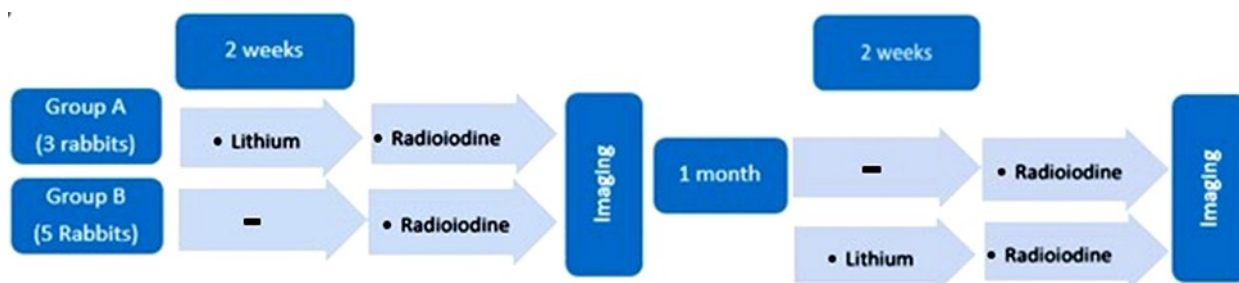 2 weeks
2 weeks
Group A
(3 rabbits)
• Lithium
• Radioiodine
-
• Radioiodine
Group B
(5 Rabbits)
-
• Radioiodine
Imaging
1 month
• Lithium
• Radioiodine
Imaging